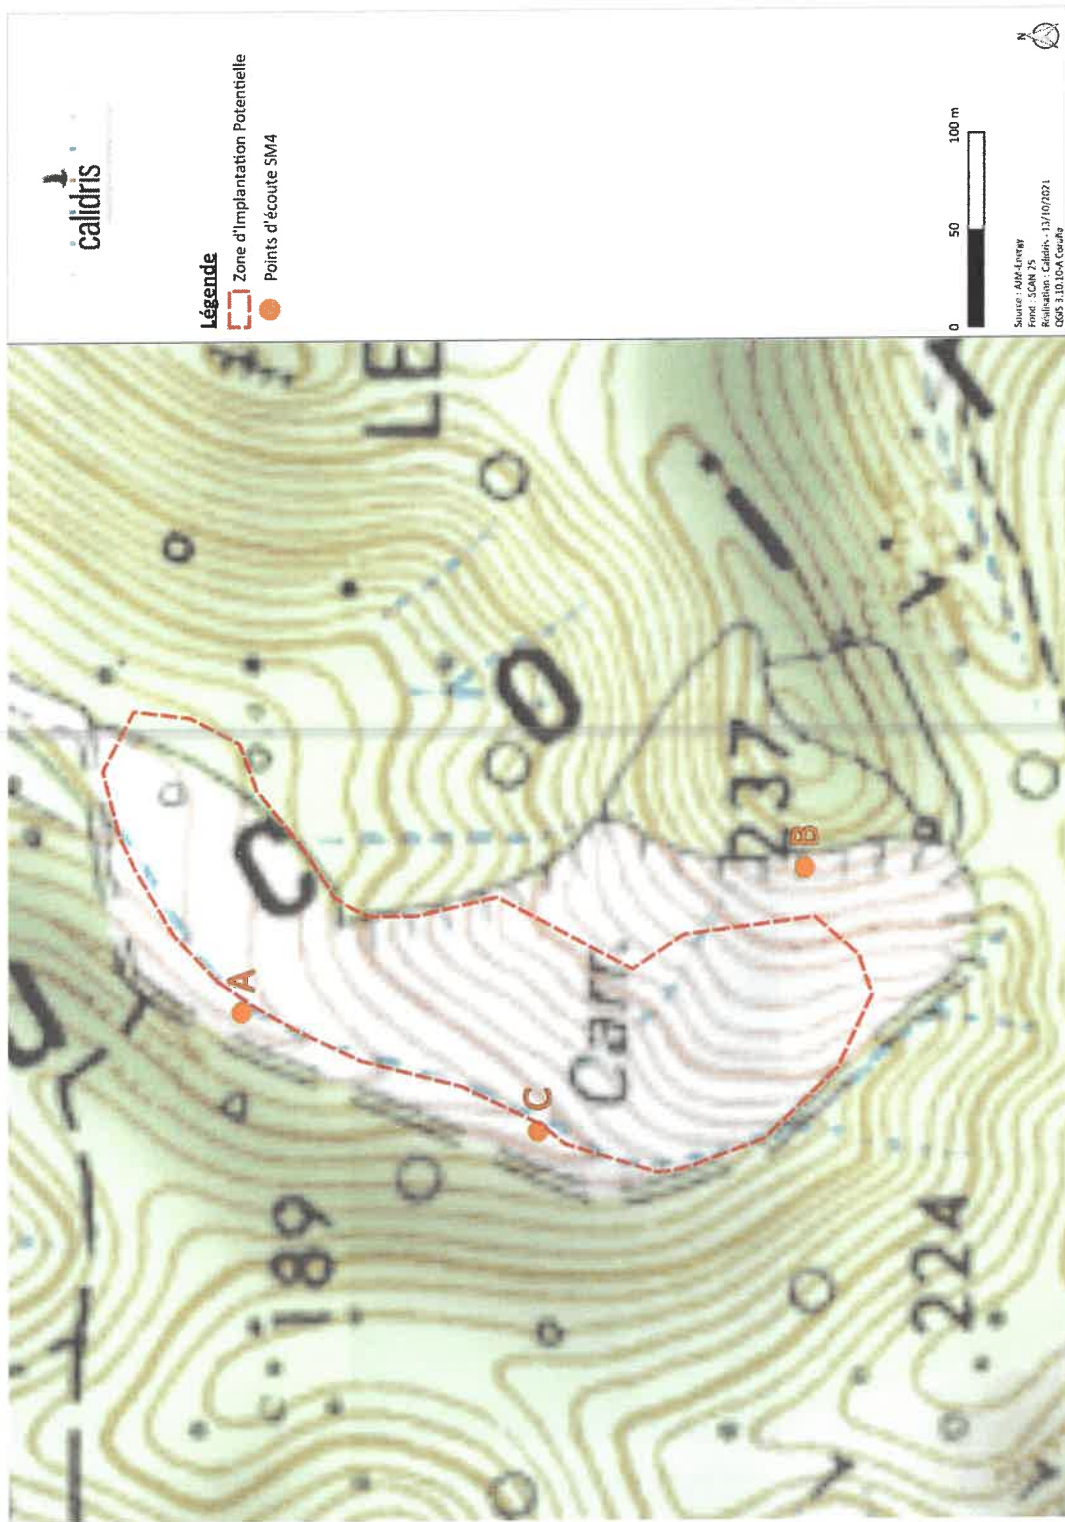 calidris
Légende
Zone d'Implantation Potentielle
Points d'écoute SM4
0 50 100 m
Source : AJM-Energy
Fond : SCAN 25
Réalisation : Calidris - 13/10/2021
QGIS 3.10.10-A Coruña
N
A
B
C
189
22A
237
Carr
C
O
LE